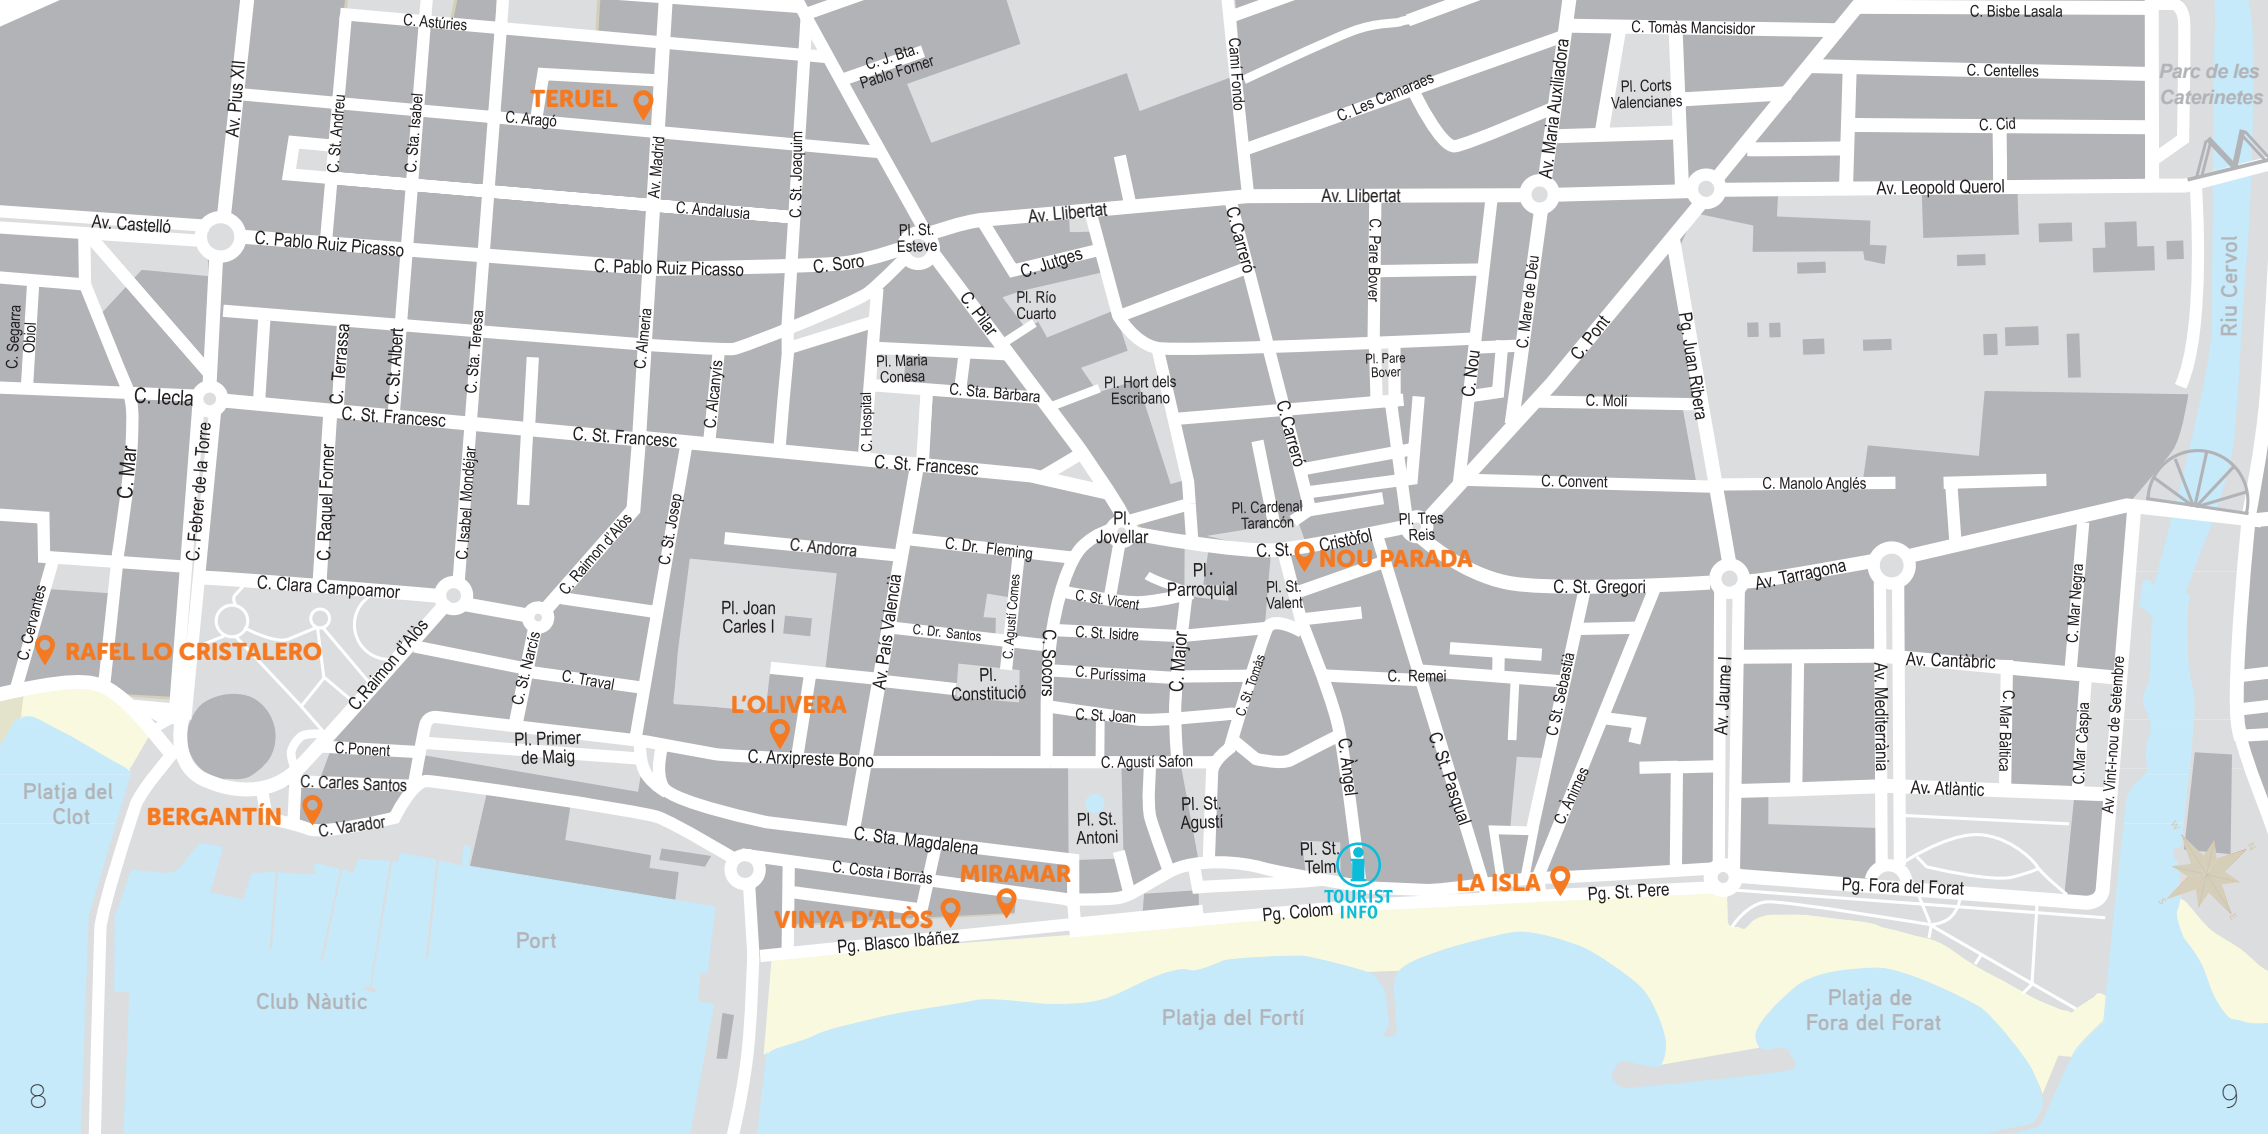 C. Astúries
C. Bisbe Lasala
C. Tomàs Mancisidor
C. J. Bta.
Pablo Forner
Camí Fondo
Av. Maria Auxiliadora
C. Centelles
Parc de les
Caterinetes
Av. Pius XII
TERUEL
C. Les Camaraes
Pl. Corts
Valencianes
C. St. Andreu
C. Sta. Isabel
C. Aragó
C. Cid
Av. Madrid
C. St. Joaquim
Av. Leopold Querol
Av. Llibertat
Av. Llibertat
C. Andalusia
Av. Castelló
C. Pablo Ruiz Picasso
C. Pablo Ruiz Picasso
C. Soro
Pl. St.
Esteve
C. Jutges
C. Carreró
C. Pare Bover
C. Mare de Déu
Riu Cervol
Pl. Río
Cuarto
C. Pilar
C. Segarra
Obiol
C. Terrassa
C. St. Albert
C. Sta. Teresa
C. Almeria
C. Alcanyís
Pl. Maria
Conesa
C. Sta. Bàrbara
Pl. Hort dels
Escribano
Pl. Pare
Bover
C. Nou
C. Pont
Pg. Juan Ribera
C. Molí
C. Iecla
C. St. Francesc
C. St. Francesc
C. St. Francesc
C. Hospital
C. Carreró
C. Mar
C. Febrer de la Torre
C. Raquel Forner
C. Isabel Mondéjar
C. Convent
C. Manolo Anglés
C. Raimon d'Alòs
C. St. Josep
Pl.
Jovellar
Pl. Cardenal
Tarancón
Pl. Tres
Reis
C. St.
Cristòfol
NOU PARADA
C. Andorra
C. Dr. Fleming
Pl.
Parroquial
Pl. St.
Valent
C. St. Gregori
Av. Tarragona
C. Clara Campoamor
C. Cervantes
Pl. Joan
Carles I
Av. País Valencià
C. Agustí Comes
C. St. Vicent
C. Mar Negra
RAFEL LO CRISTALERO
C. Raimon d'Alòs
C. St. Narcís
C. Dr. Santos
C. Socors
C. St. Isidre
C. Major
C. St. Tomás
C. Traval
Pl.
Constitució
C. Puríssima
C. Remei
C. St. Sebastià
Av. Jaume I
Av. Mediterrània
Av. Cantàbric
C. Mar Bàltica
C. Mar Càspia
Av. Vint-i-nou de Setembre
L'OLIVERA
C. St. Joan
C. Ponent
Pl. Primer
de Maig
C. Arxipreste Bono
C. Agustí Safon
C. Àngel
C. St. Pasqual
C. Ànimes
Av. Atlàntic
C. Carles Santos
Platja del
Clot
BERGANTÍN
C. Varador
C. Sta. Magdalena
Pl. St.
Antoni
Pl. St.
Agustí
Pl. St.
Telm
C. Costa i Borràs
MIRAMAR
LA ISLA
Pg. St. Pere
Pg. Fora del Forat
TOURIST
INFO
VINYA D'ALÒS
Pg. Colom
Pg. Blasco Ibáñez
Port
Club Nàutic
Platja del Fortí
Platja de
Fora del Forat
8
9